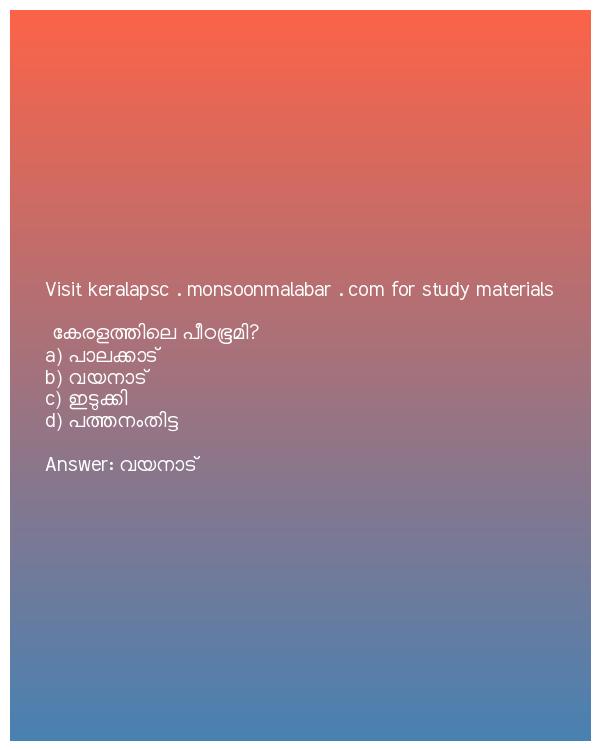 Visit keralapsc . monsoonmalabar . com for study materials
കേരളത്തിലെ പീഠഭൂമി?
a) പാലക്കാട്
b) വയനാട്
c) ഇടുക്കി
d) പത്തനംതിട്ട
Answer: വയനാട്